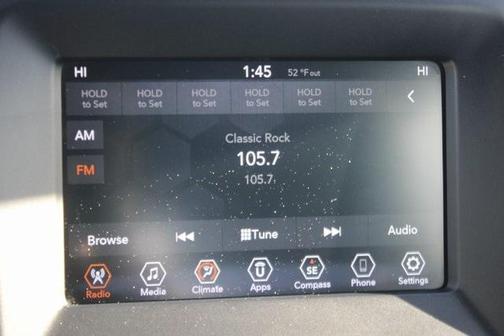 HI 1:45 52 °F out HI
HOLD to Set HOLD to Set HOLD to Set HOLD to Set HOLD to Set HOLD to Set
AM
Classic Rock
105.7
FM
105.7
Browse Tune Audio
SE
Radio Media Climate Apps Compass Phone Settings